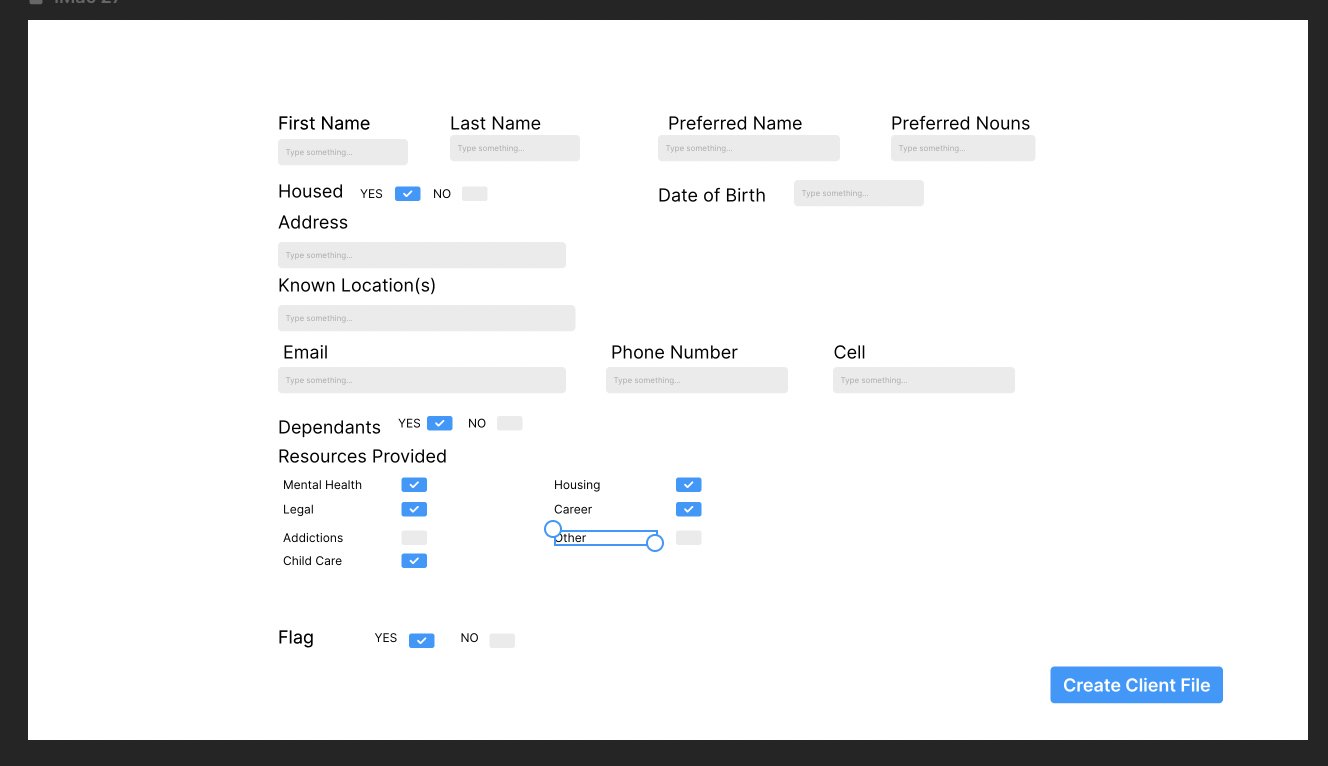 First Name Last Name Preferred Name Preferred Nouns
Type something... Type something... Type something... Type something...
Housed YES NO Date of Birth Type something...
Address
Type something...
Known Location(s)
Type something...
Email Phone Number Cell
Type something... Type something... Type something...
Dependants YES NO
Resources Provided
Mental Health Housing
Legal Career
Addictions Other
Child Care
Flag YES NO
Create Client File